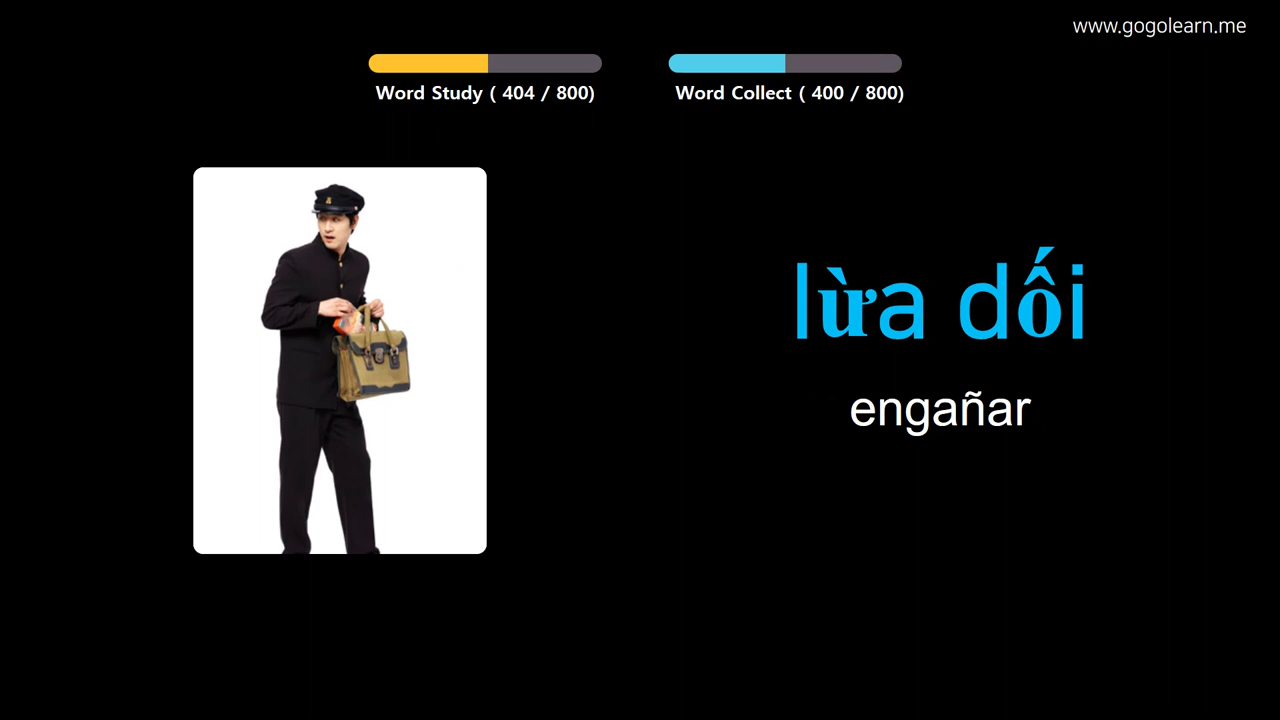 www.gogolearn.me
Word Study ( 404 / 800)
Word Collect ( 400 / 800)
lừa dối
engañar